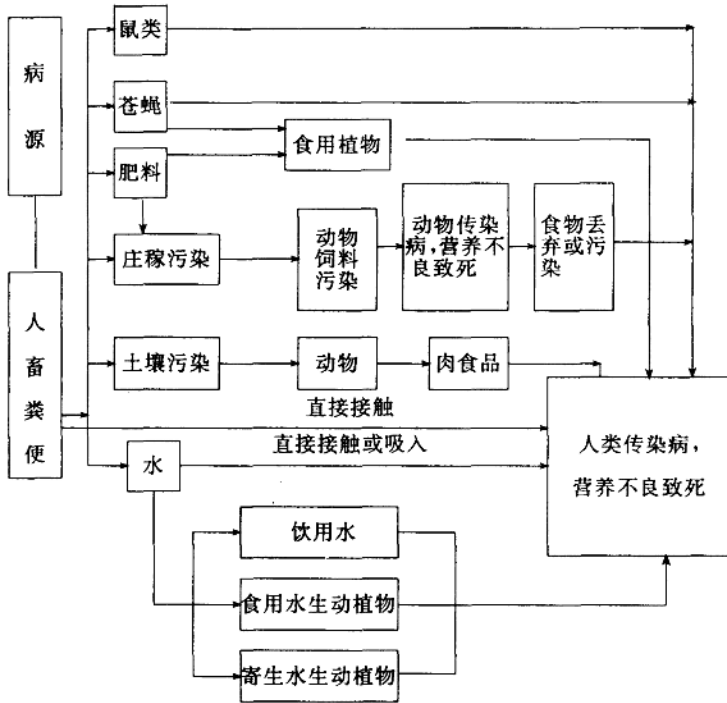 病源
人畜粪便
鼠类
苍蝇
肥料
食用植物
庄稼污染
动物
饲料
污染
动物传染
病,营养不
良致死
食物丢
弃或污
染
土壤污染
动物
肉食品
直接接触
直接接触或吸入
水
人类传染病,
营养不良致死
饮用水
食用水生动植物
寄生水生动植物